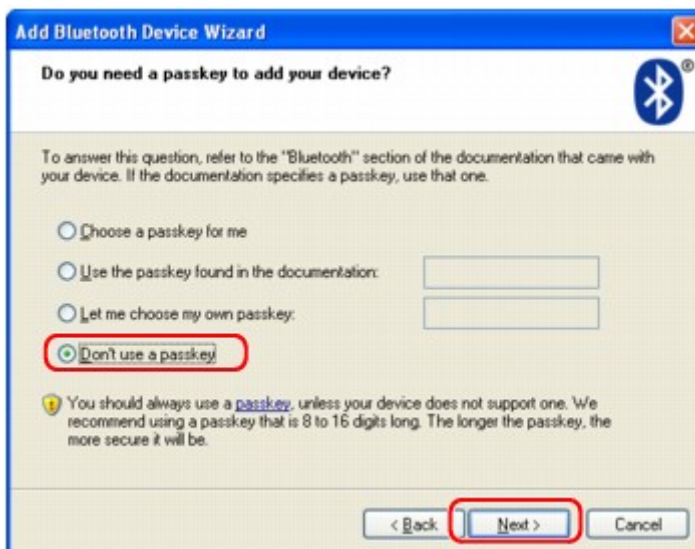 Add Bluetooth Device Wizard
Do you need a passkey to add your device?
®
To answer this question, refer to the "Bluetooth" section of the documentation that came with
your device. If the documentation specifies a passkey, use that one.
Choose a passkey for me
Use the passkey found in the documentation:
Let me choose my own passkey:
Don't use a passkey
You should always use a passkey, unless your device does not support one. We
recommend using a passkey that is 8 to 16 digits long. The longer the passkey, the
more secure it will be.
< Back Next > Cancel